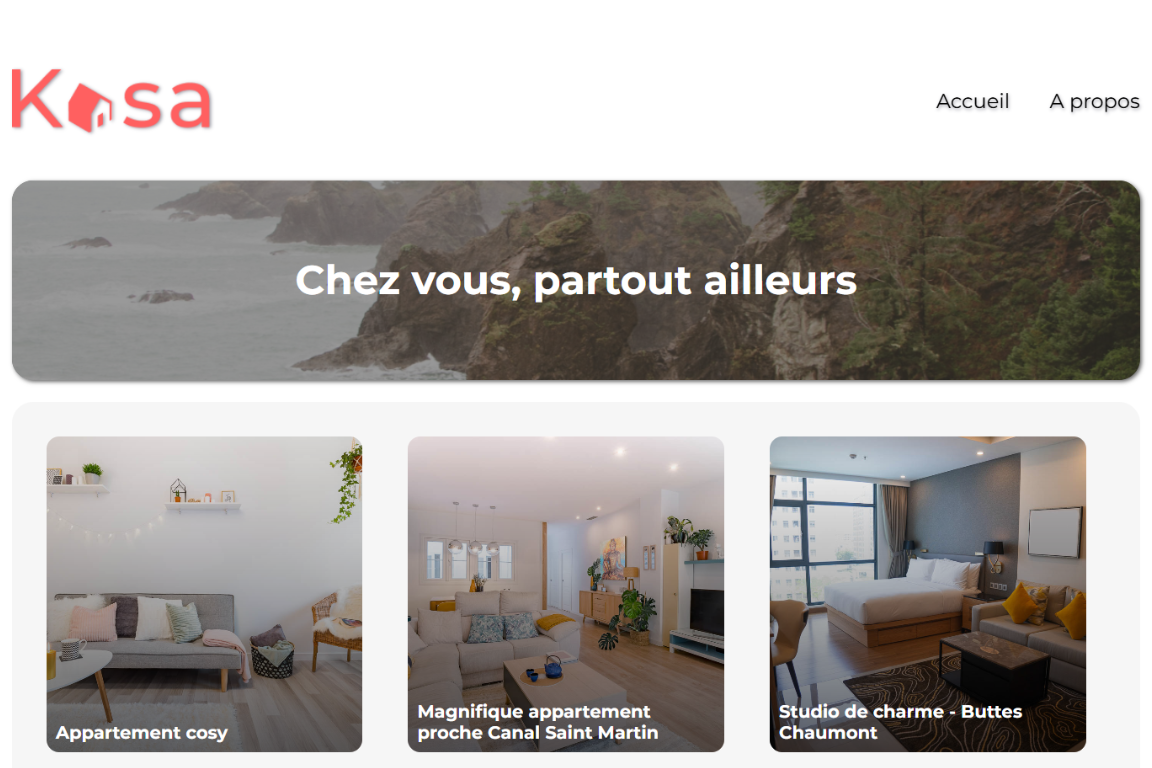 Kasa
Accueil
A propos
Chez vous, partout ailleurs
Appartement cosy
Magnifique appartement
proche Canal Saint Martin
Studio de charme - Buttes
Chaumont